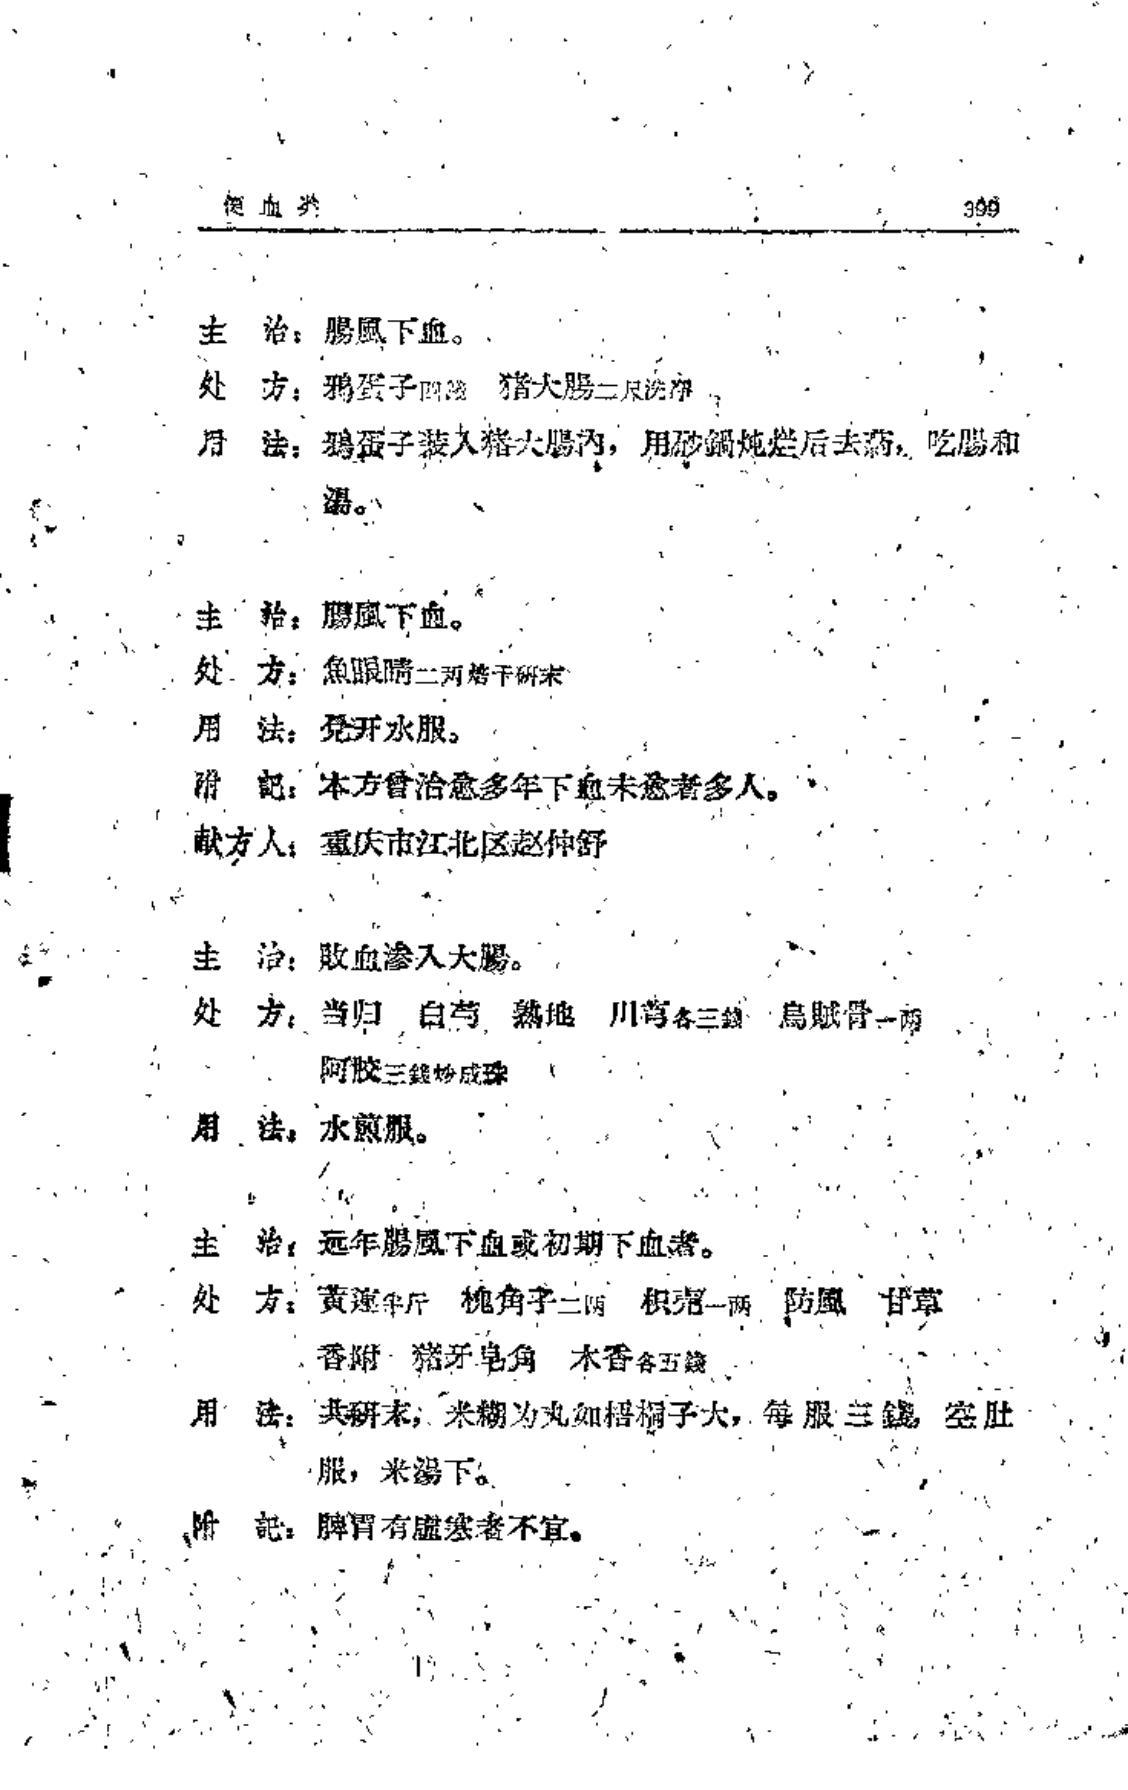 便血类 399
主　治：腸風下血。
处　方：鴉蛋子四錢　猪大腸二尺洗净
用　法：鴉蛋子装入猪大腸內，用砂鍋炖烂后去药，吃腸和
湯。
主　治：腸風下血。
处　方：魚眼睛二两焙干研末
用　法：兌开水服。
附　記：本方曾治愈多年下血未愈者多人。
献方人：重庆市江北区赵仲舒
主　治：敗血滲入大腸。
处　方：当归　白芍　熟地　川芎各三錢　烏賊骨一两
阿胶三錢炒成珠
用　法：水煎服。
主　治：远年腸風下血或初期下血者。
处　方：黃連半斤　槐角子二两　枳壳一两　防風　甘草
香附　猪牙皂角　木香各五錢
用　法：共研末，米糊为丸如梧桐子大，每服三錢，空肚
服，米湯下。
附　記：脾胃有虛寒者不宜。